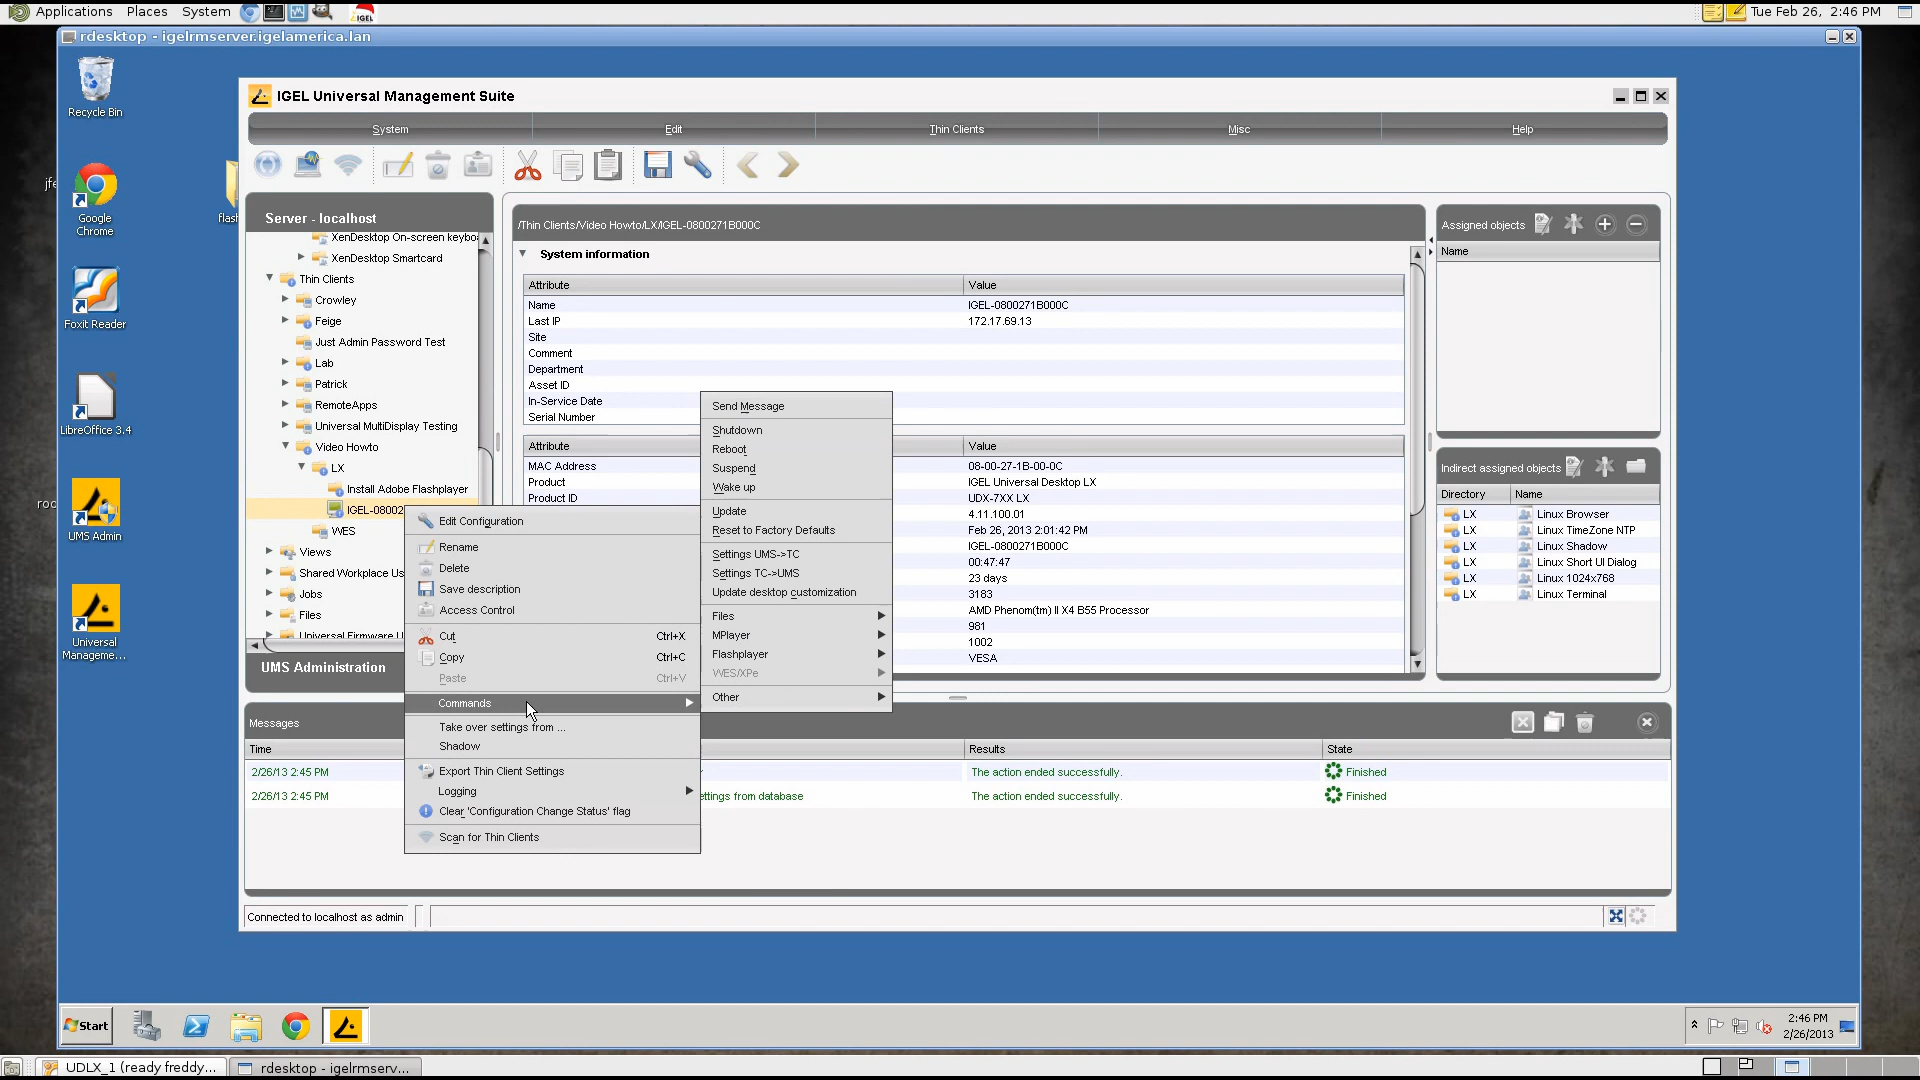 Applications Places System
IGEL
Tue Feb 26, 2:46 PM
rdesktop - igelrmserver.igelamerica.lan
Recycle Bin
Google
Chrome
Foxit Reader
LibreOffice 3.4
UMS Admin
Universal
Manageme...
jfe
flash
roo
IGEL Universal Management Suite
System Edit Thin Clients Misc Help
Server - localhost
XenDesktop On-screen keyboa
XenDesktop Smartcard
Thin Clients
Crowley
Feige
Just Admin Password Test
Lab
Patrick
RemoteApps
Universal MultiDisplay Testing
Video Howto
LX
Install Adobe Flashplayer
IGEL-08002
WES
Views
Shared Workplace Us
Jobs
Files
Universal Firmware U
UMS Administration
/Thin Clients/Video Howto/LX/IGEL-0800271B000C
System information
Attribute Value
Name IGEL-0800271B000C
Last IP 172.17.69.13
Site
Comment
Department
Asset ID
In-Service Date
Serial Number
Attribute Value
MAC Address 08-00-27-1B-00-0C
Product IGEL Universal Desktop LX
Product ID UDX-7XX LX
4.11.100.01
Feb 26, 2013 2:01:42 PM
IGEL-0800271B000C
00:47:47
23 days
3183
AMD Phenom(tm) II X4 B55 Processor
981
1002
VESA
Edit Configuration
Rename
Delete
Save description
Access Control
Cut Ctrl+X
Copy Ctrl+C
Paste Ctrl+V
Commands
Take over settings from ...
Shadow
Export Thin Client Settings
Logging
Clear 'Configuration Change Status' flag
Scan for Thin Clients
Send Message
Shutdown
Reboot
Suspend
Wake up
Update
Reset to Factory Defaults
Settings UMS->TC
Settings TC->UMS
Update desktop customization
Files
MPlayer
Flashplayer
WES/XPe
Other
Assigned objects
Name
Indirect assigned objects
Directory Name
LX Linux Browser
LX Linux TimeZone NTP
LX Linux Shadow
LX Linux Short UI Dialog
LX Linux 1024x768
LX Linux Terminal
Messages
Time Results State
2/26/13 2:45 PM The action ended successfully. Finished
2/26/13 2:45 PM ettings from database The action ended successfully. Finished
Connected to localhost as admin
Start
2:46 PM
2/26/2013
UDLX_1 (ready freddy... rdesktop - igelrmserv...